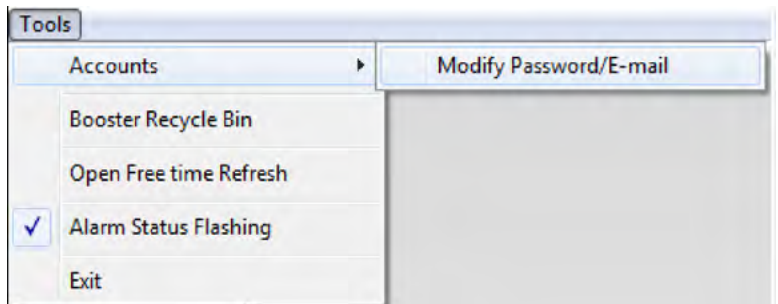 Tools
Accounts
Modify Password/E-mail
Booster Recycle Bin
Open Free time Refresh
Alarm Status Flashing
Exit